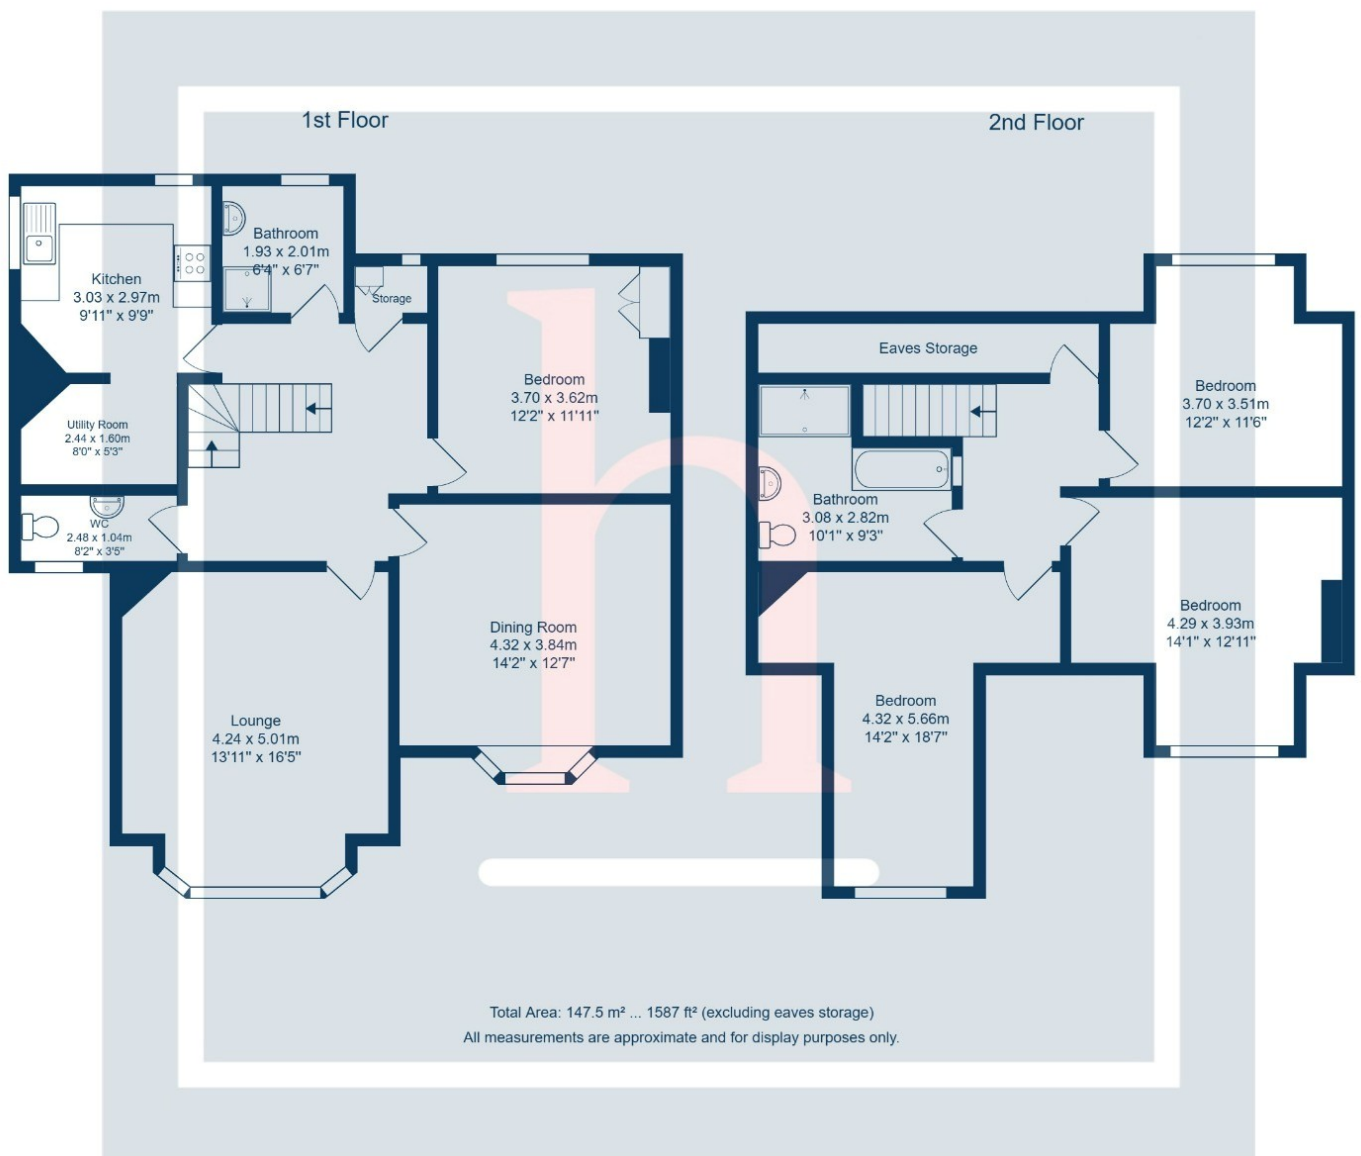 1st Floor
2nd Floor
Bathroom
1.93 x 2.01m
6'4" x 6'7"
Storage
Kitchen
3.03 x 2.97m
9'11" x 9'9"
Bedroom
3.70 x 3.62m
12'2" x 11'11"
Utility Room
2.44 x 1.60m
8'0" x 5'3"
WC
2.48 x 1.04m
8'2" x 3'5"
Dining Room
4.32 x 3.84m
14'2" x 12'7"
Lounge
4.24 x 5.01m
13'11" x 16'5"
Eaves Storage
Bedroom
3.70 x 3.51m
12'2" x 11'6"
Bathroom
3.08 x 2.82m
10'1" x 9'3"
Bedroom
4.29 x 3.93m
14'1" x 12'11"
Bedroom
4.32 x 5.66m
14'2" x 18'7"
h
Total Area: 147.5 m² ... 1587 ft² (excluding eaves storage)
All measurements are approximate and for display purposes only.